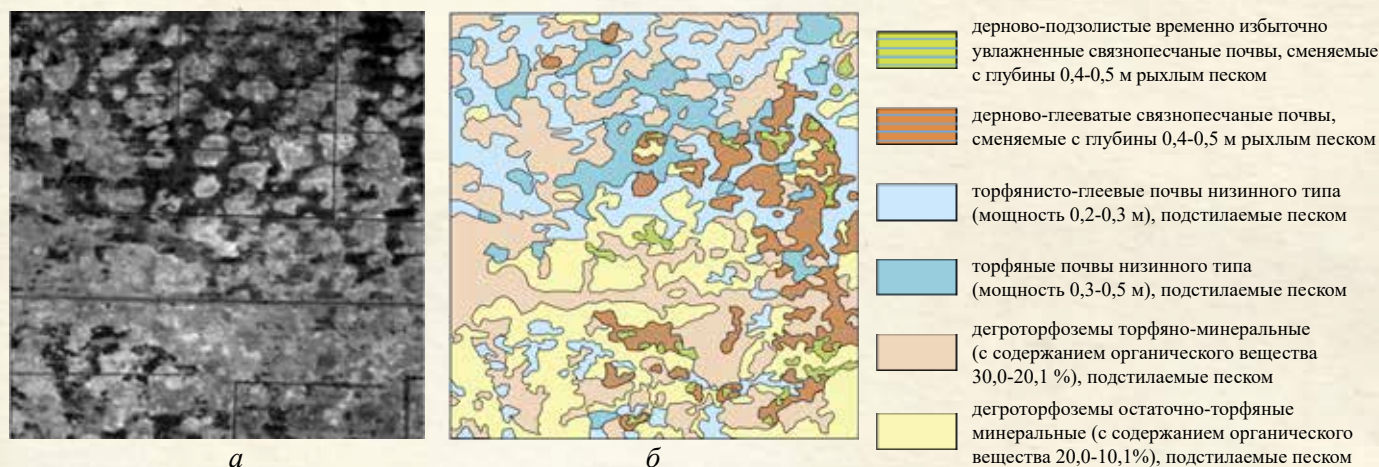 дерново-подзолистые временно избыточно
увлажненные связнопесчаные почвы, сменяемые
с глубины 0,4-0,5 м рыхлым песком
дерново-глееватые связнопесчаные почвы,
сменяемые с глубины 0,4-0,5 м рыхлым песком
торфянисто-глеевые почвы низинного типа
(мощность 0,2-0,3 м), подстилаемые песком
торфяные почвы низинного типа
(мощность 0,3-0,5 м), подстилаемые песком
дегроторфоземы торфяно-минеральные
(с содержанием органического вещества
30,0-20,1 %), подстилаемые песком
дегроторфоземы остаточно-торфяные
минеральные (с содержанием органического
вещества 20,0-10,1%), подстилаемые песком
а
б